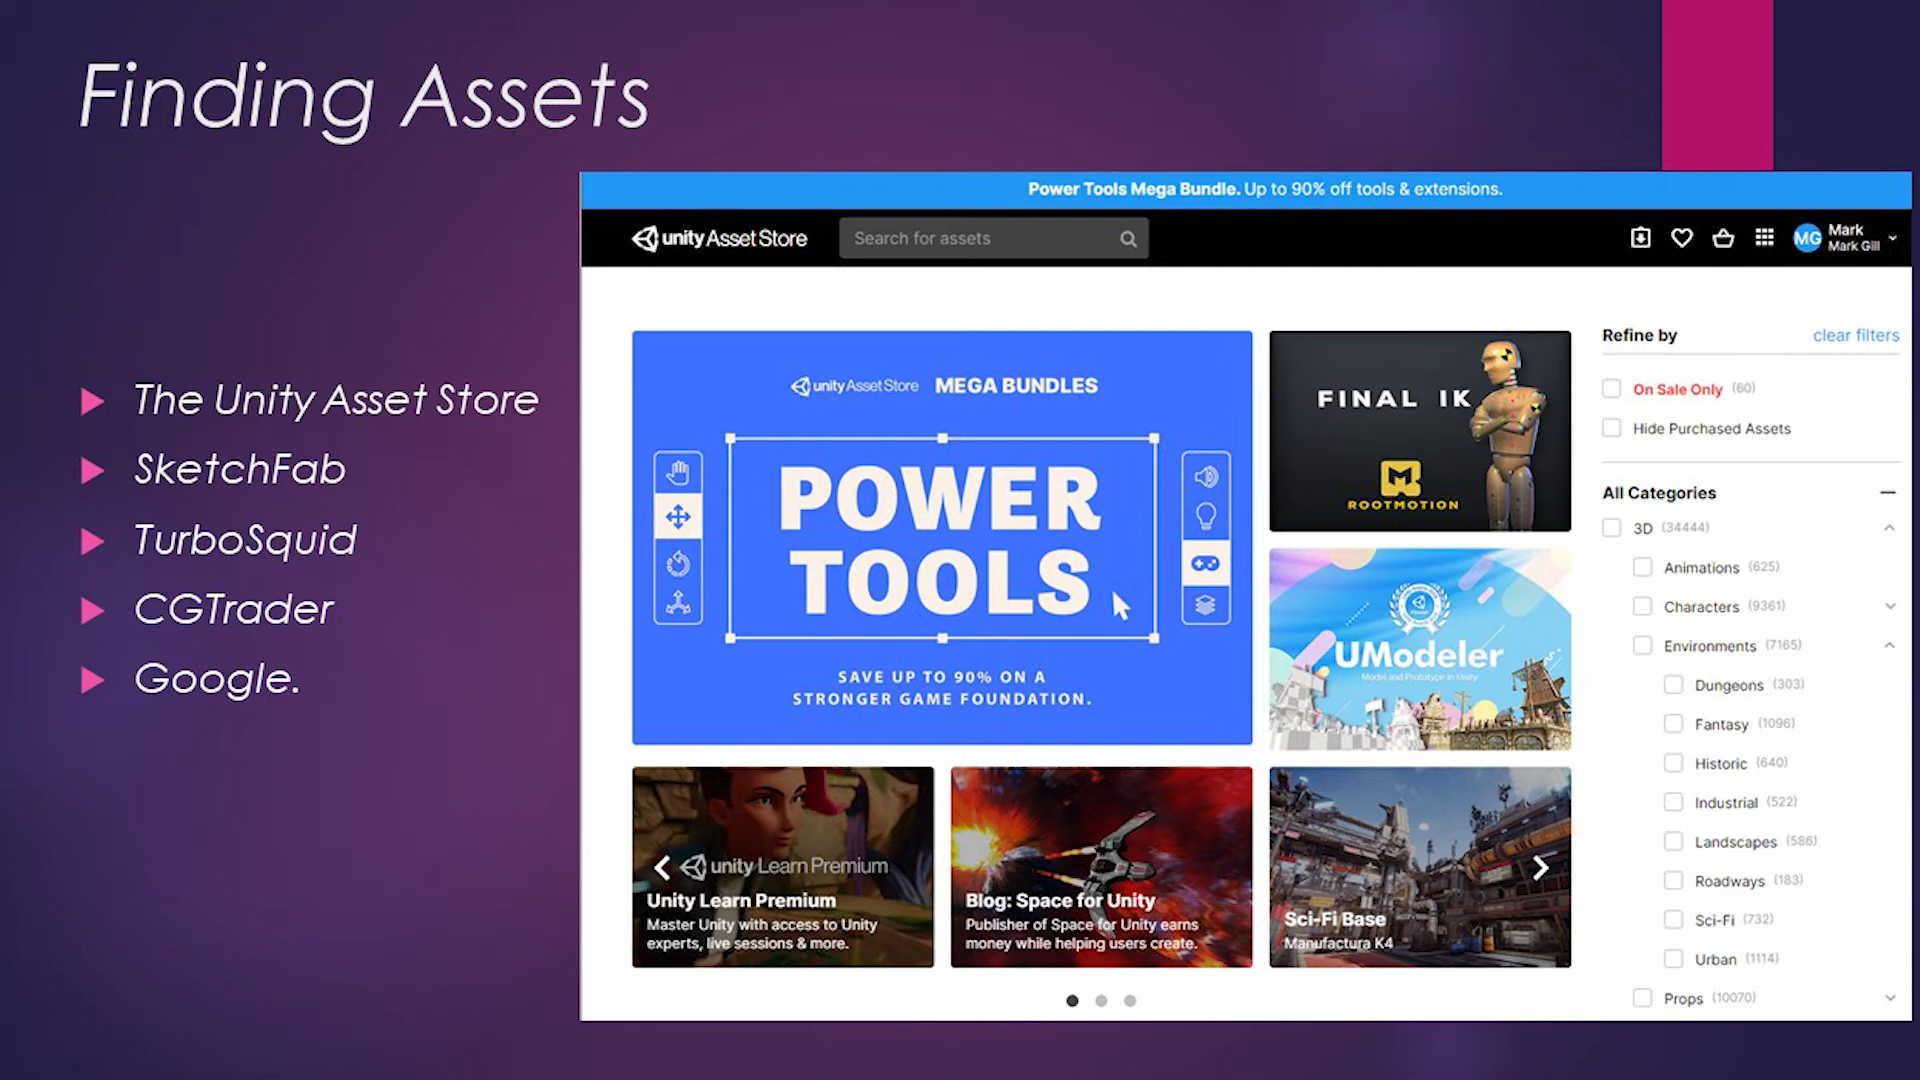 Finding Assets
The Unity Asset Store
SketchFab
TurboSquid
CGTrader
Google.
Power Tools Mega Bundle. Up to 90% off tools & extensions.
unity Asset Store
Search for assets
MG
Mark
Mark Gill
unity Asset Store MEGA BUNDLES
POWER
TOOLS
SAVE UP TO 90% ON A
STRONGER GAME FOUNDATION.
FINAL IK
ROOTMOTION
UModeler
Model and Prototype in Unity
unity Learn Premium
Unity Learn Premium
Master Unity with access to Unity
experts, live sessions & more.
Blog: Space for Unity
Publisher of Space for Unity earns
money while helping users create.
Sci-Fi Base
Manufactura K4
Refine by
clear filters
On Sale Only (60)
Hide Purchased Assets
All Categories
3D (34444)
Animations (625)
Characters (9361)
Environments (7165)
Dungeons (303)
Fantasy (1096)
Historic (640)
Industrial (522)
Landscapes (586)
Roadways (183)
Sci-Fi (732)
Urban (1114)
Props (10070)